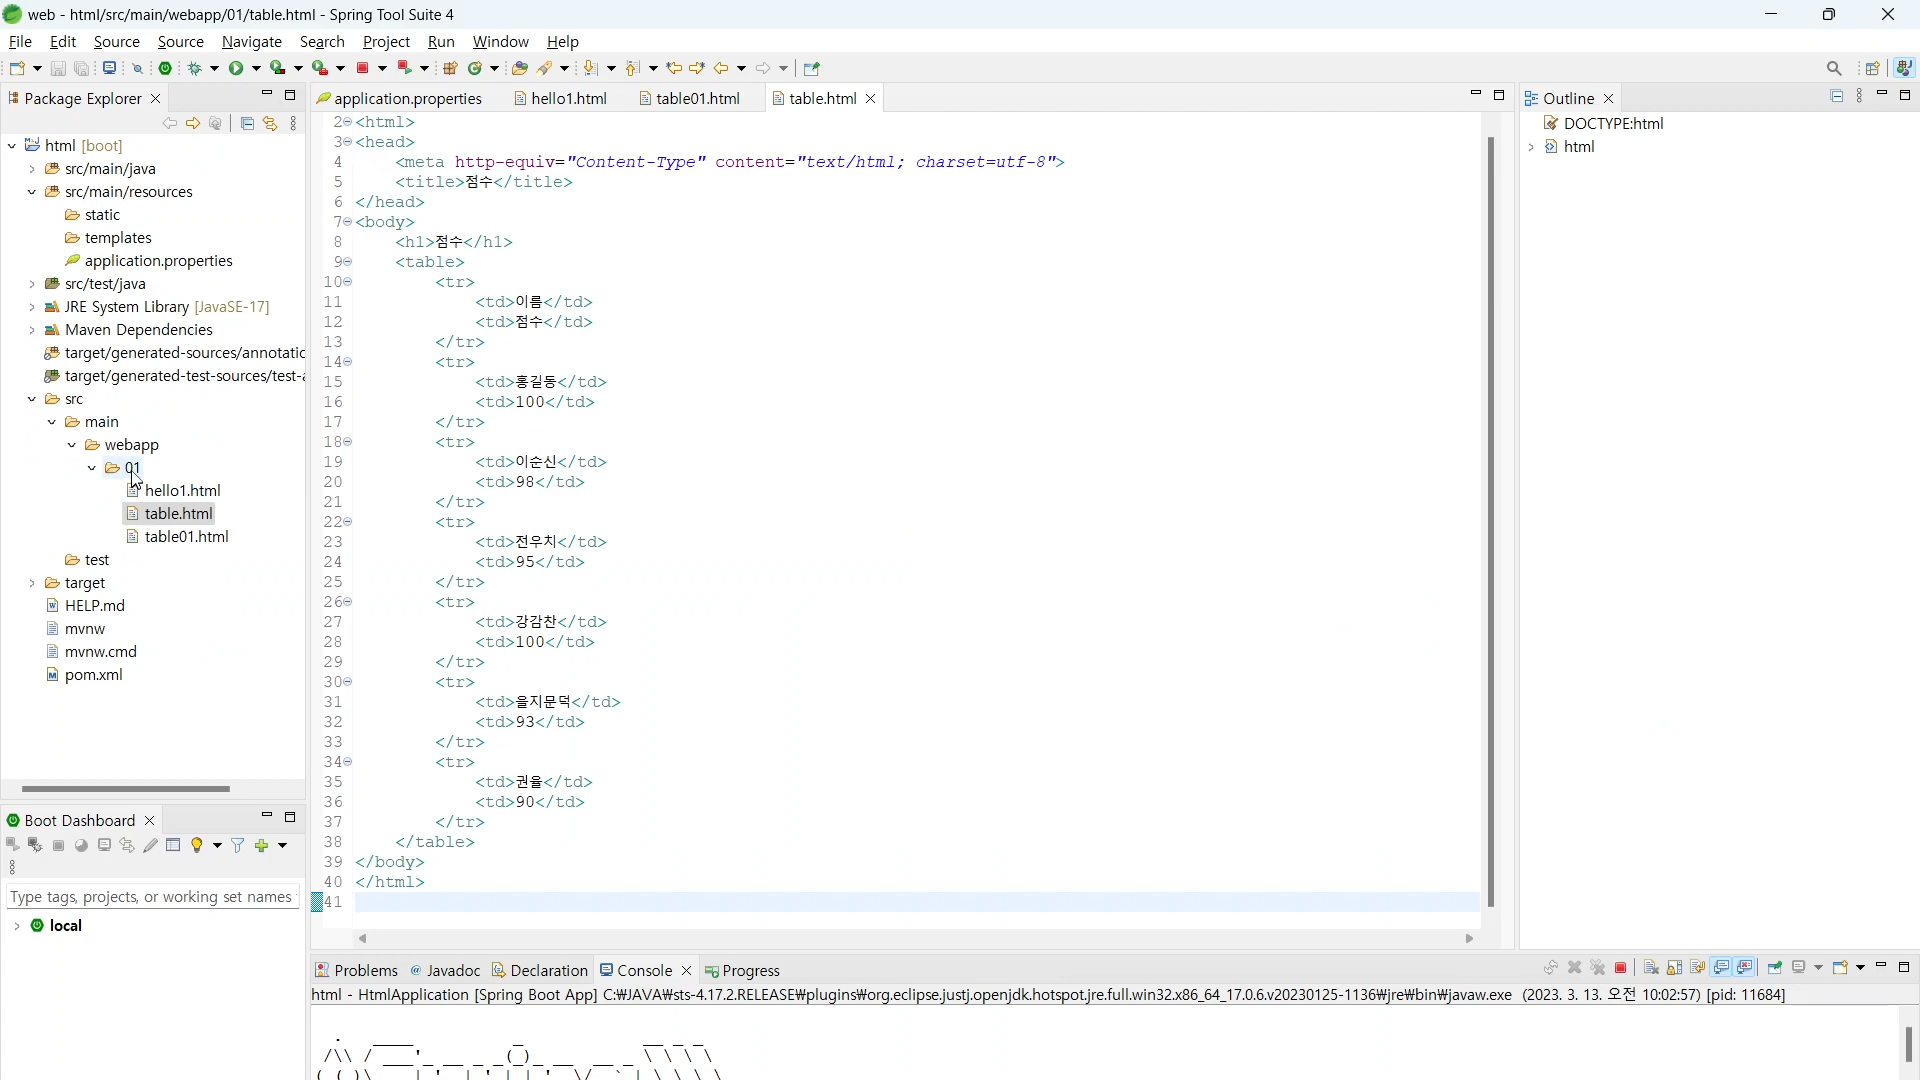 web - html/src/main/webapp/01/table.html - Spring Tool Suite 4
File Edit Source Source Navigate Search Project Run Window Help
Package Explorer
html [boot]
src/main/java
src/main/resources
static
templates
application.properties
src/test/java
JRE System Library [JavaSE-17]
Maven Dependencies
target/generated-sources/annotatic
target/generated-test-sources/test-a
src
main
webapp
01
hello1.html
table.html
table01.html
test
target
HELP.md
mvnw
mvnw.cmd
pom.xml
Boot Dashboard
Type tags, projects, or working set names
local
application.properties hello1.html table01.html table.html
2 <html>
3 <head>
4 <meta http-equiv="Content-Type" content="text/html; charset=utf-8">
5 <title>점수</title>
6 </head>
7 <body>
8 <h1>점수</h1>
9 <table>
10 <tr>
11 <td>이름</td>
12 <td>점수</td>
13 </tr>
14 <tr>
15 <td>홍길동</td>
16 <td>100</td>
17 </tr>
18 <tr>
19 <td>이순신</td>
20 <td>98</td>
21 </tr>
22 <tr>
23 <td>전우치</td>
24 <td>95</td>
25 </tr>
26 <tr>
27 <td>강감찬</td>
28 <td>100</td>
29 </tr>
30 <tr>
31 <td>을지문덕</td>
32 <td>93</td>
33 </tr>
34 <tr>
35 <td>권율</td>
36 <td>90</td>
37 </tr>
38 </table>
39 </body>
40 </html>
41
Outline
DOCTYPE:html
html
Problems @ Javadoc Declaration Console Progress
html - HtmlApplication [Spring Boot App] C:₩JAVA₩sts-4.17.2.RELEASE₩plugins₩org.eclipse.justj.openjdk.hotspot.jre.full.win32.x86_64_17.0.6.v20230125-1136₩jre₩bin₩javaw.exe (2023. 3. 13. 오전 10:02:57) [pid: 11684]